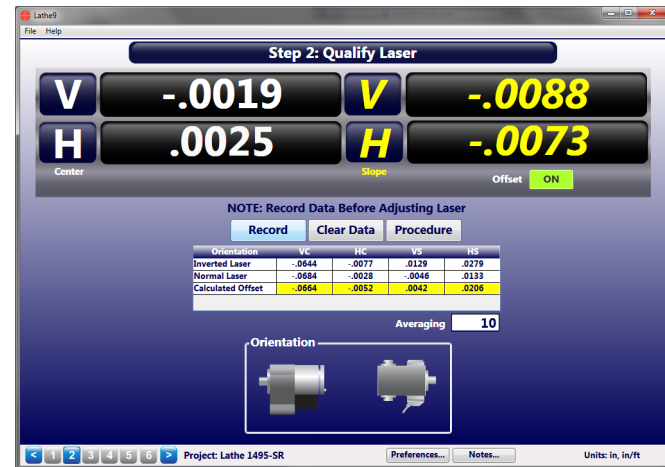 Lathe9
File Help
Step 2: Qualify Laser
V -.0019 V -.0088
H .0025 H -.0073
Center Slope Offset ON
NOTE: Record Data Before Adjusting Laser
Record Clear Data Procedure
Orientation VC HC VS HS
Inverted Laser -.0644 -.0077 .0129 .0279
Normal Laser -.0684 -.0028 -.0046 .0133
Calculated Offset -.0664 -.0052 .0042 .0206
Averaging 10
Orientation
< 1 2 3 4 5 6 > Project: Lathe 1495-SR Preferences... Notes... Units: in, in/ft